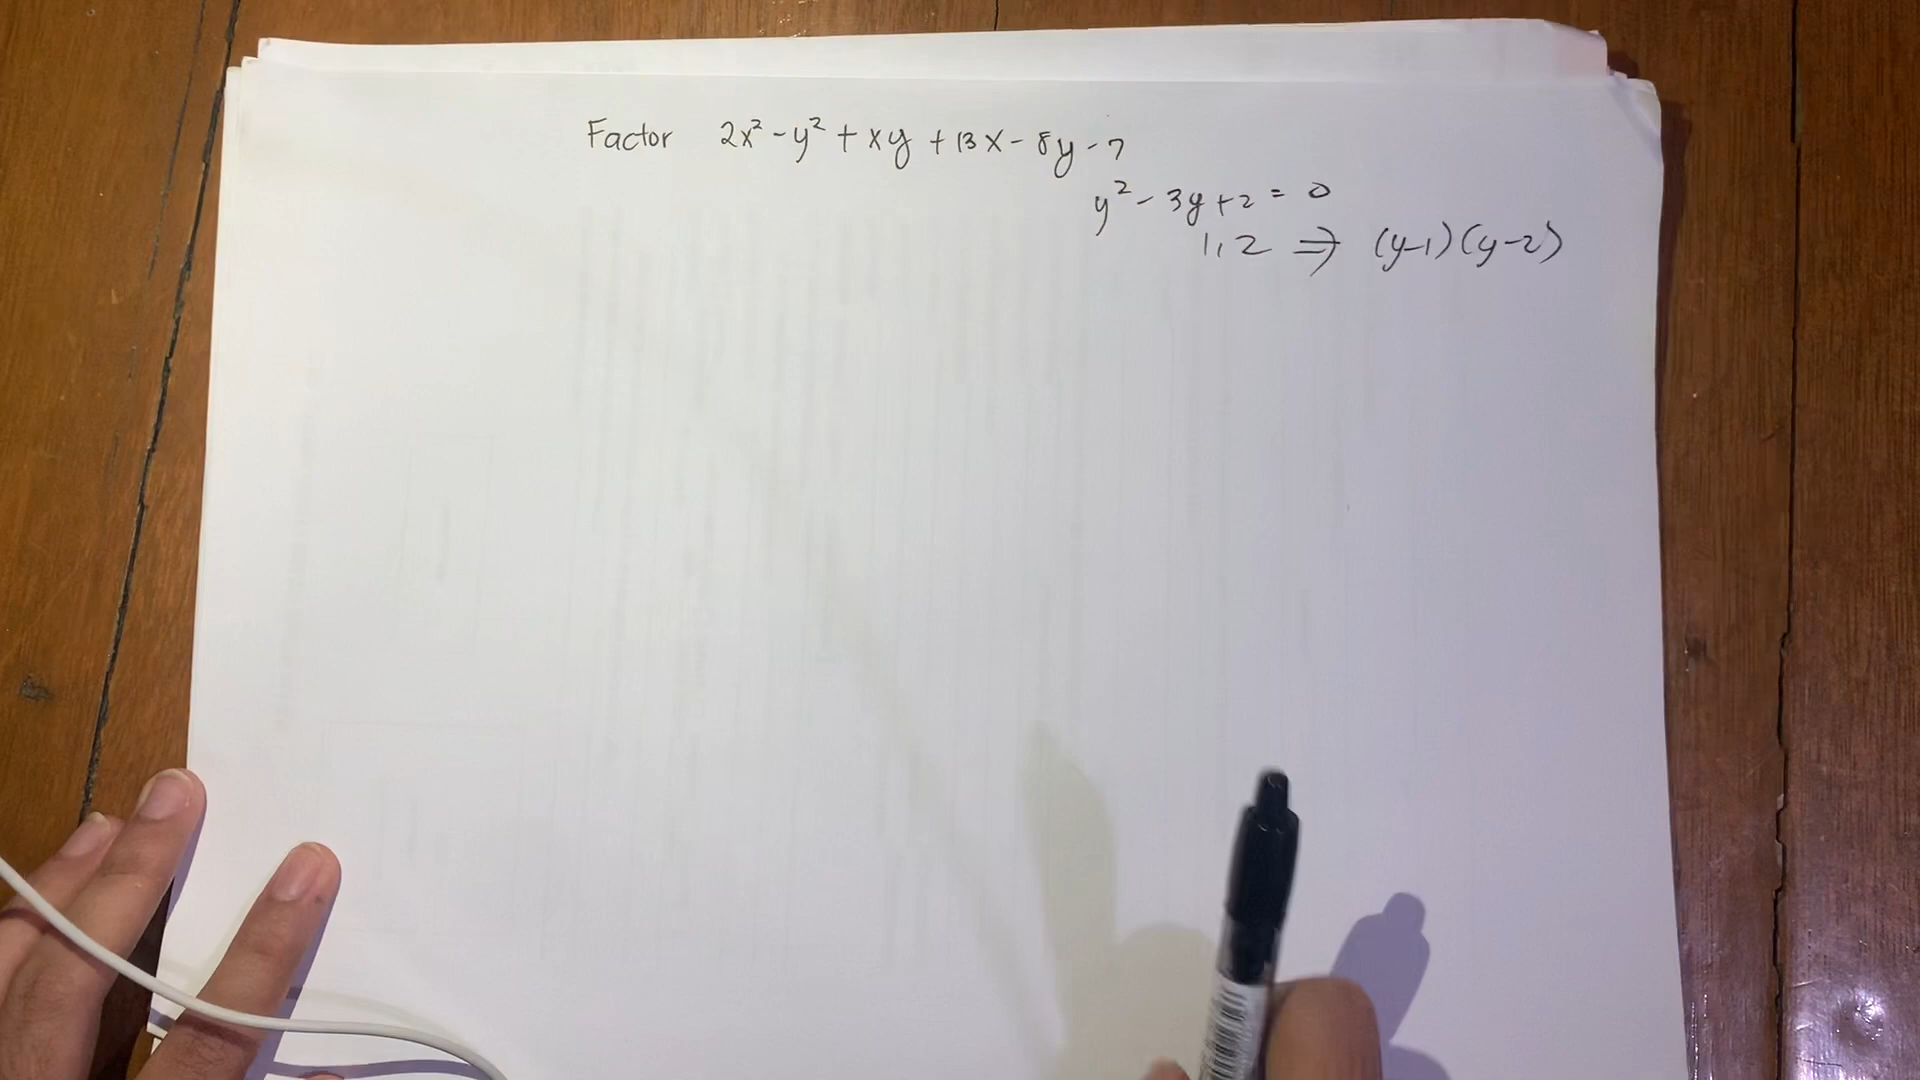 Factor 2x² - y² + xy + 13x - 8y - 7
y² - 3y + 2 = 0
1, 2 ⇒ (y-1)(y-2)